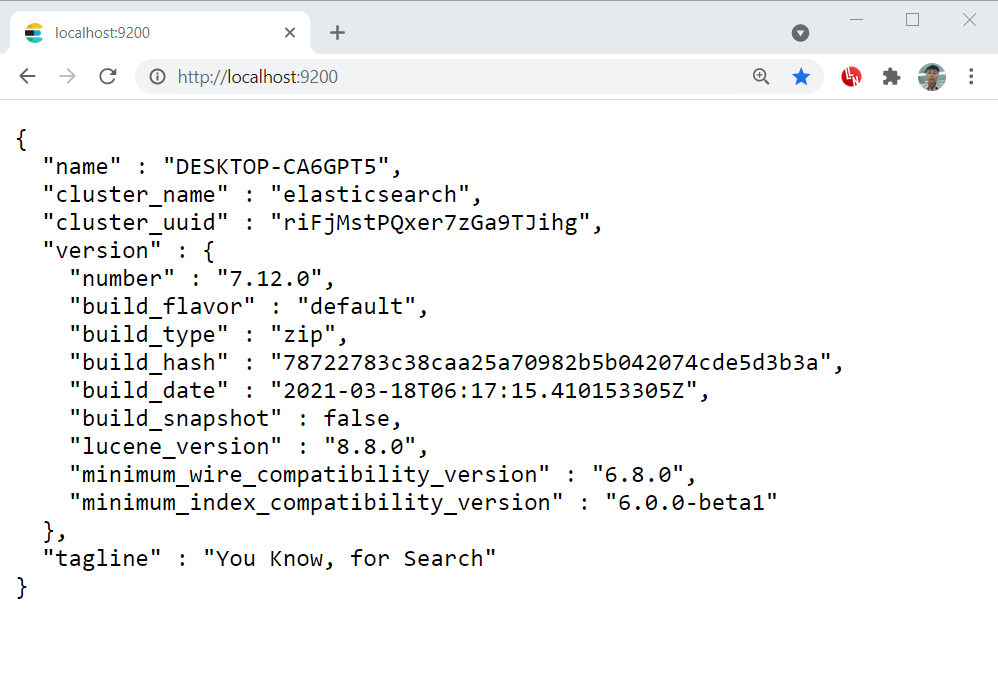 localhost:9200
http://localhost:9200
{
  "name" : "DESKTOP-CA6GPT5",
  "cluster_name" : "elasticsearch",
  "cluster_uuid" : "riFjMstPQxer7zGa9TJihg",
  "version" : {
    "number" : "7.12.0",
    "build_flavor" : "default",
    "build_type" : "zip",
    "build_hash" : "78722783c38caa25a70982b5b042074cde5d3b3a",
    "build_date" : "2021-03-18T06:17:15.410153305Z",
    "build_snapshot" : false,
    "lucene_version" : "8.8.0",
    "minimum_wire_compatibility_version" : "6.8.0",
    "minimum_index_compatibility_version" : "6.0.0-beta1"
  },
  "tagline" : "You Know, for Search"
}